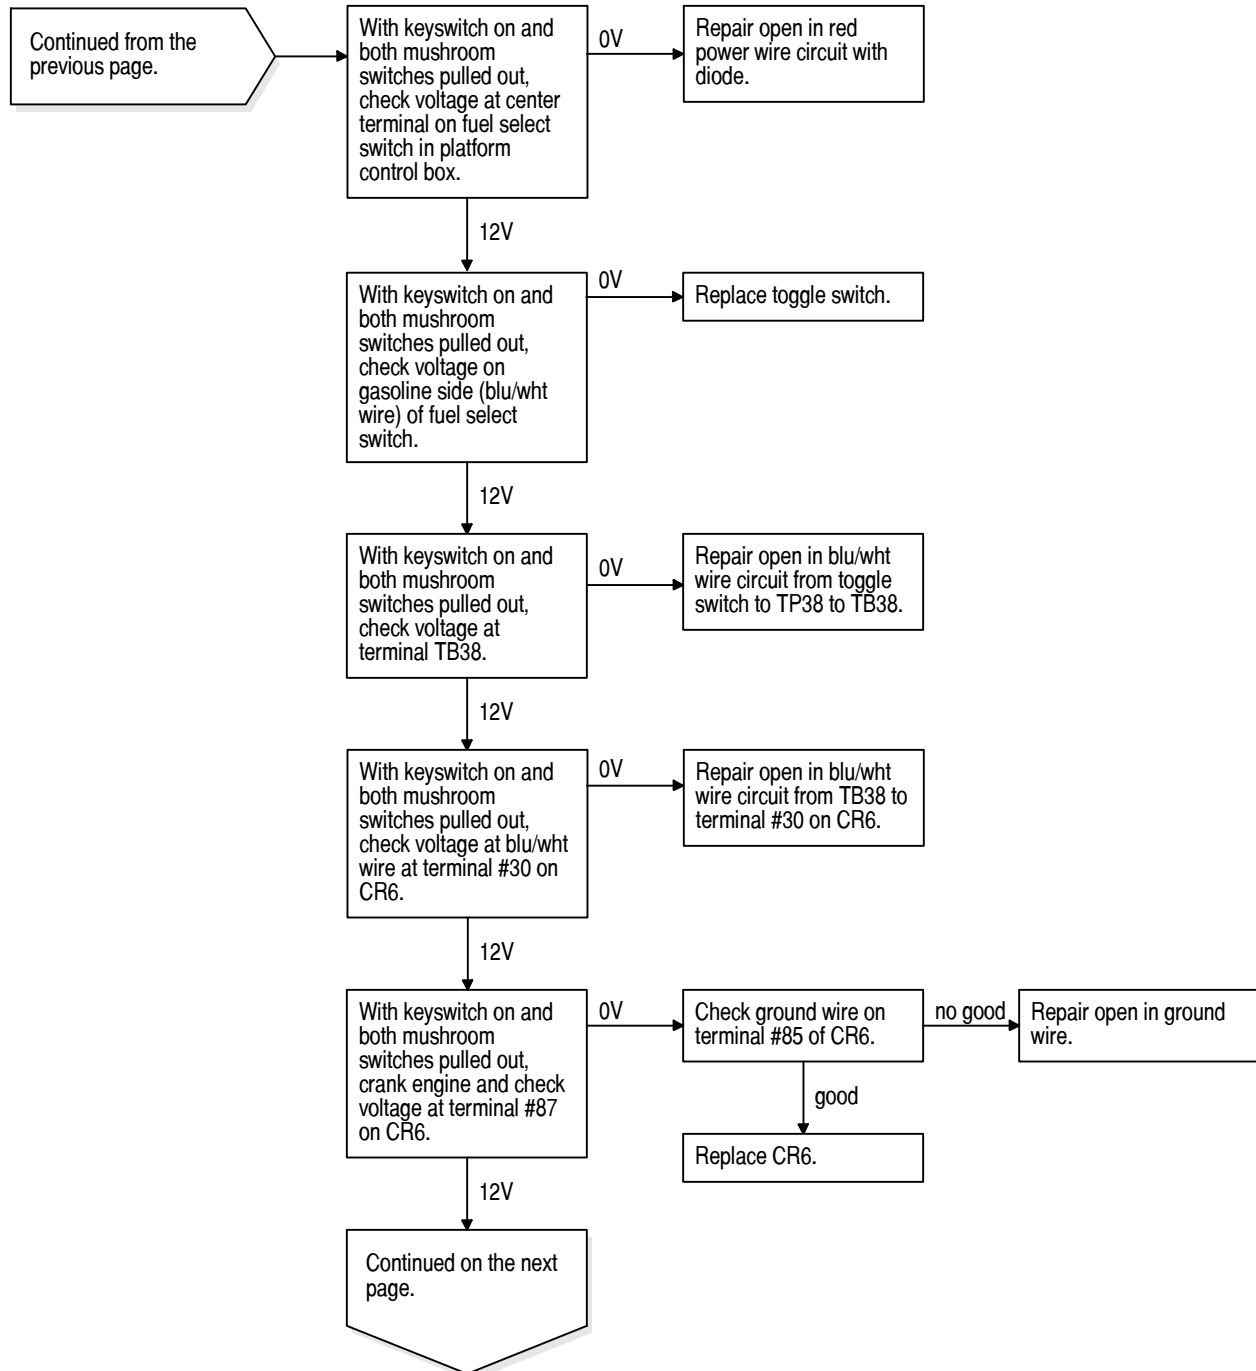 Continued from the
previous page.
With keyswitch on and
both mushroom
switches pulled out,
check voltage at center
terminal on fuel select
switch in platform
control box.
0V
Repair open in red
power wire circuit with
diode.
12V
With keyswitch on and
both mushroom
switches pulled out,
check voltage on
gasoline side (blu/wht
wire) of fuel select
switch.
0V
Replace toggle switch.
12V
With keyswitch on and
both mushroom
switches pulled out,
check voltage at
terminal TB38.
0V
Repair open in blu/wht
wire circuit from toggle
switch to TP38 to TB38.
12V
With keyswitch on and
both mushroom
switches pulled out,
check voltage at blu/wht
wire at terminal #30 on
CR6.
0V
Repair open in blu/wht
wire circuit from TB38 to
terminal #30 on CR6.
12V
With keyswitch on and
both mushroom
switches pulled out,
crank engine and check
voltage at terminal #87
on CR6.
0V
Check ground wire on
terminal #85 of CR6.
no good
Repair open in ground
wire.
good
Replace CR6.
12V
Continued on the next
page.